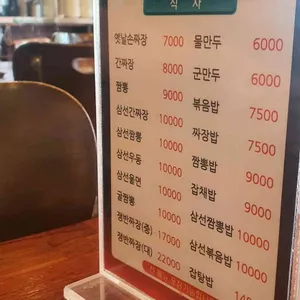 식 사
옛날손짜장 7000
간짜장 8000
짬뽕 9000
삼선간짜장 10000
삼선짬뽕 10000
삼선우동 10000
삼선울면 10000
굴짬뽕 10000
쟁반짜장(중) 17000
쟁반짜장(대) 22000
물만두 6000
군만두 6000
볶음밥 7500
짜장밥 7500
짬뽕밥 9000
잡채밥 9000
삼선짬뽕밥 10000
삼선볶음밥 10000
잡탕밥